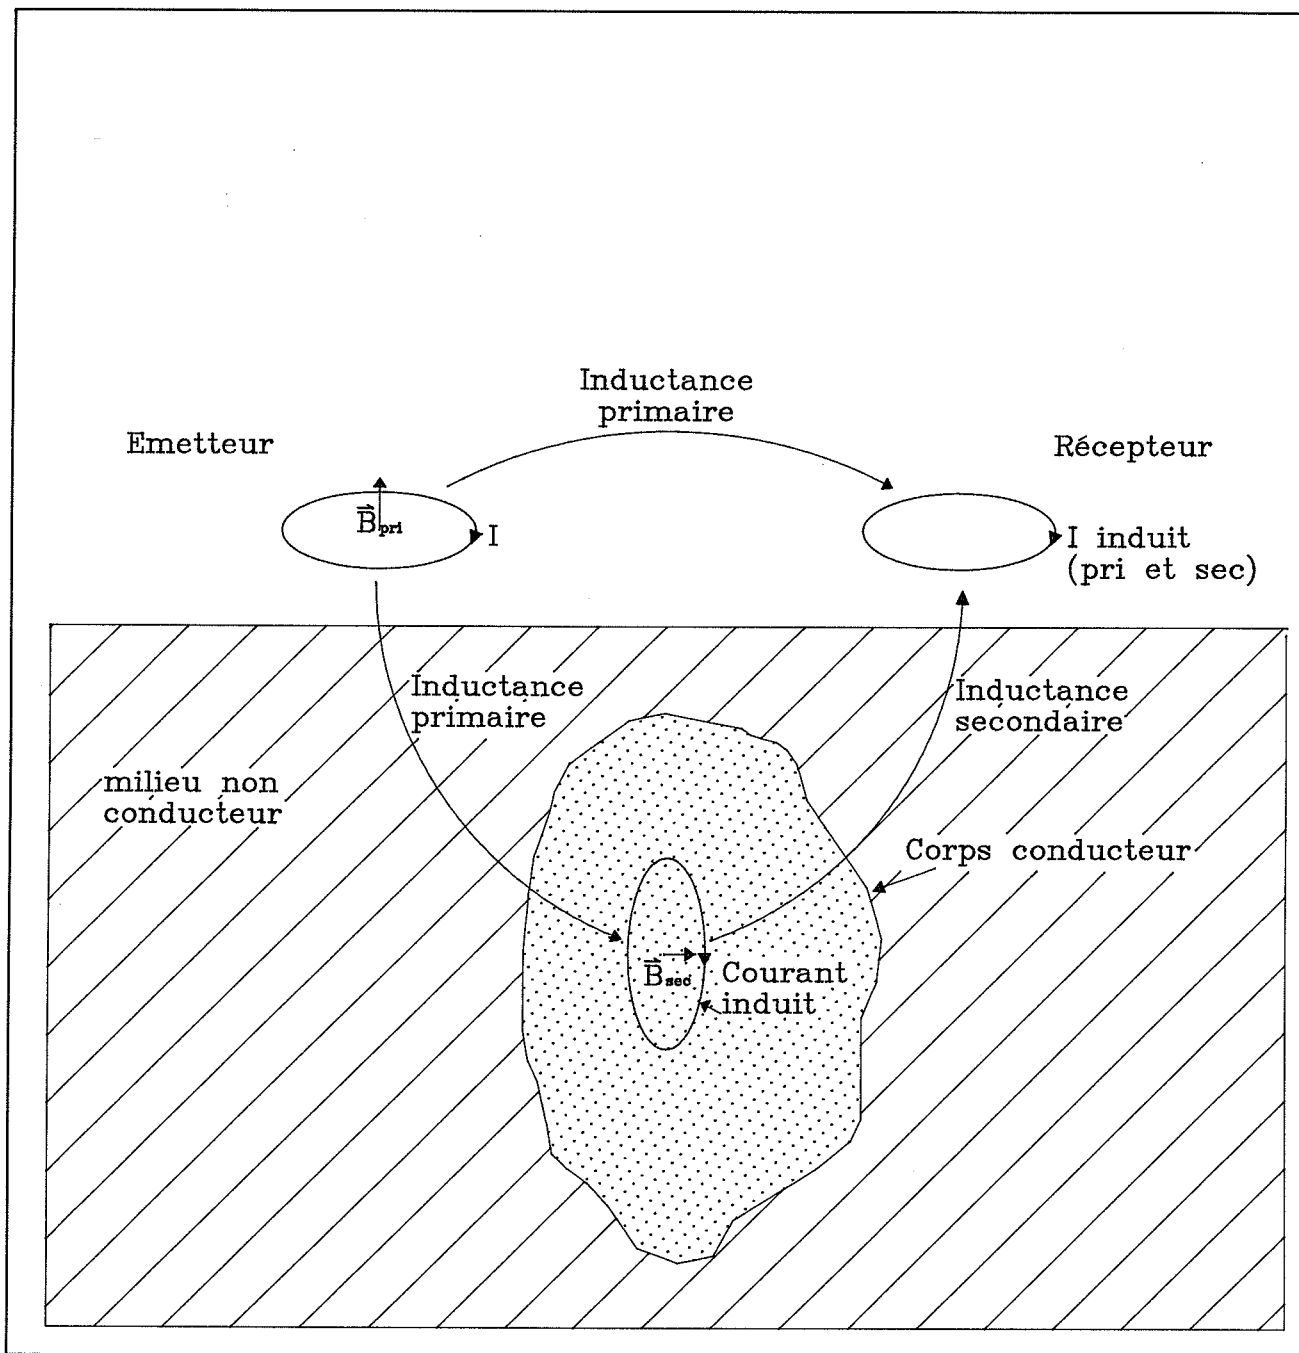 Inductance
primaire
Emetteur
Récepteur
B⃗pri
I
I induit
(pri et sec)
Inductance
primaire
Inductance
secondaire
milieu non
conducteur
Corps conducteur
B⃗sec
Courant
induit